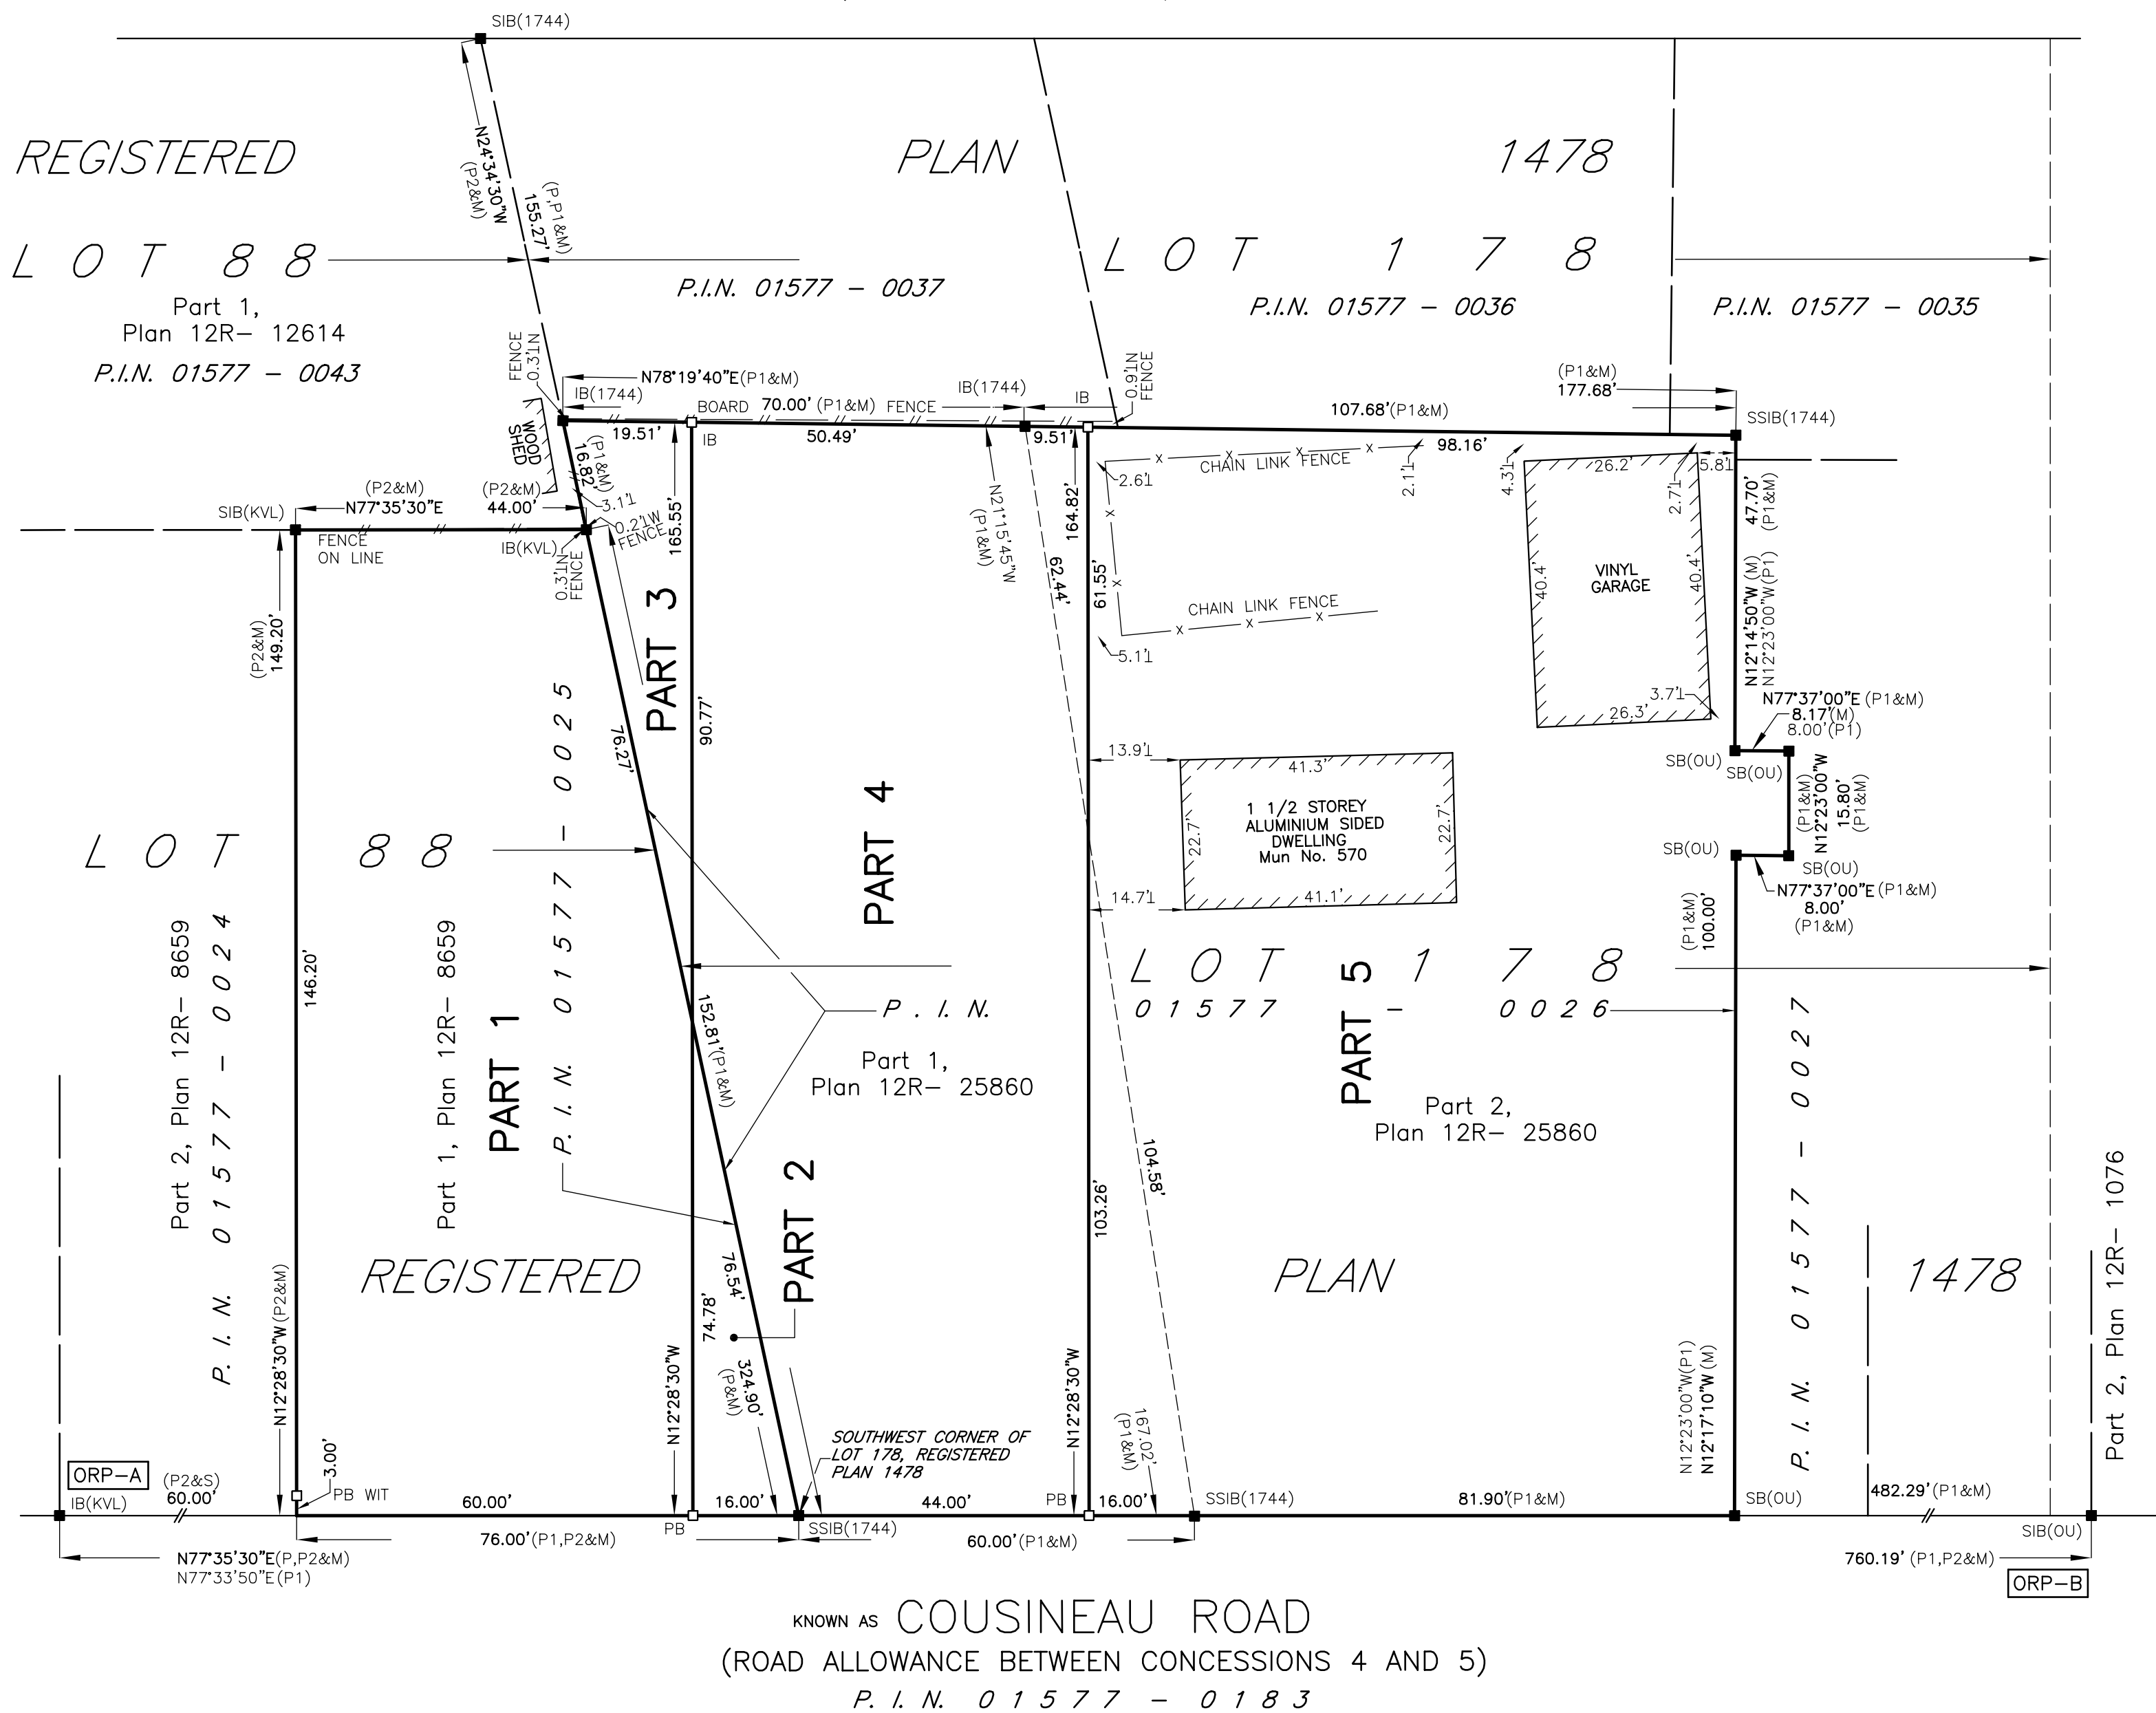 SIB(1744)
REGISTERED PLAN 1478
N24°34'30"W
(P2&M)
155.27'
(P,P1&M)
LOT 88
LOT 178
Part 1,
Plan 12R- 12614
P.I.N. 01577 - 0043
P.I.N. 01577 - 0037
P.I.N. 01577 - 0036
P.I.N. 01577 - 0035
FENCE
0.3'N
N78°19'40"E(P1&M)
IB(1744)
BOARD 70.00' (P1&M) FENCE
IB(1744)
IB
0.9'N
FENCE
(P1&M)
177.68'
107.68'(P1&M)
SSIB(1744)
WOOD
SHED
19.51'
IB
50.49'
9.51'
98.16'
16.82'
(P1&M)
3.1'
0.2'W
FENCE
(P2&M)
N77°35'30"E
(P2&M)
44.00'
SIB(KVL)
FENCE
ON LINE
IB(KVL)
0.3'N
FENCE
165.55'
N21°15'45"W
(P1&M)
62.44'
164.82'
61.55'
CHAIN LINK FENCE
2.6'
2.1'
4.3'
26.2'
5.8'
2.7'
47.70'
(P1&M)
CHAIN LINK FENCE
5.1'
40.4'
VINYL
GARAGE
40.4'
3.7'
26.3'
N12°14'50"W (M)
N12°23'00"W(P1)
N77°37'00"E (P1&M)
8.17'(M)
8.00'(P1)
SB(OU)
SB(OU)
(P1&M)
N12°23'00"W
15.80'
(P1&M)
SB(OU)
SB(OU)
N77°37'00"E (P1&M)
8.00'
(P1&M)
(P2&M)
149.20'
PART 3
76.27'
90.77'
PART 4
13.9'
41.3'
22.7'
1 1/2 STOREY
ALUMINIUM SIDED
DWELLING
Mun No. 570
22.7'
14.7'
41.1'
(P1&M)
100.00'
LOT 88
146.20'
Part 2, Plan 12R- 8659
P.I.N. 01577 - 0024
Part 1, Plan 12R- 8659
PART 1
P.I.N. 01577 - 0025
152.81'(P1&M)
P.I.N.
01577 - 0026
LOT 178
PART 5
Part 1,
Plan 12R- 25860
Part 2,
Plan 12R- 25860
P.I.N. 01577 - 0027
Part 2, Plan 12R- 1076
104.58'
103.26'
PART 2
REGISTERED PLAN 1478
76.54'
74.78'
324.90'
(P&M)
N12°28'30"W (P2&M)
N12°28'30"W
N12°28'30"W
167.02'
(P1&M)
N12°23'00"W(P1)
N12°17'10"W (M)
SOUTHWEST CORNER OF
LOT 178, REGISTERED
PLAN 1478
ORP-A
IB(KVL)
(P2&S)
60.00'
3.00'
PB WIT
60.00'
PB
16.00'
SSIB(1744)
44.00'
PB
16.00'
SSIB(1744)
81.90'(P1&M)
SB(OU)
482.29'(P1&M)
SIB(OU)
76.00'(P1,P2&M)
60.00'(P1&M)
N77°35'30"E(P,P2&M)
N77°33'50"E(P1)
760.19' (P1,P2&M)
ORP-B
KNOWN AS COUSINEAU ROAD
(ROAD ALLOWANCE BETWEEN CONCESSIONS 4 AND 5)
P.I.N. 01577 - 0183